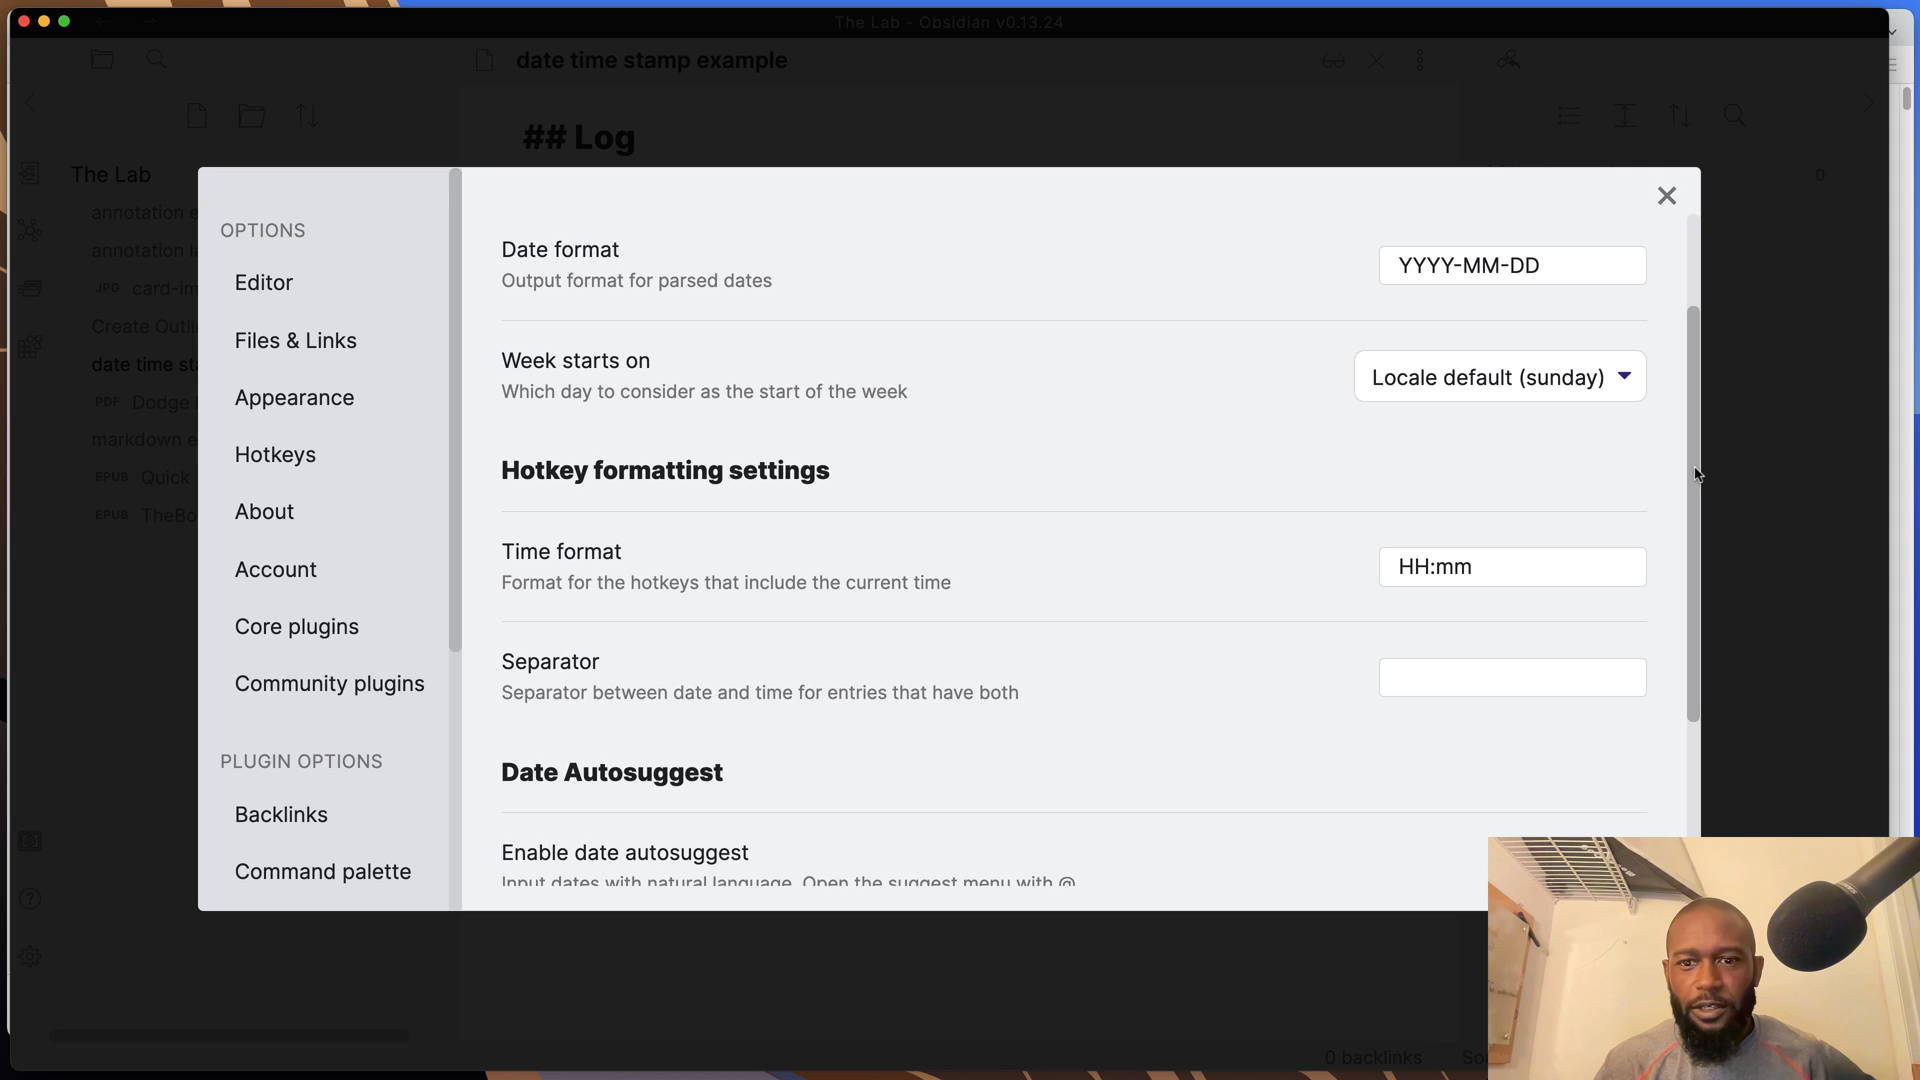 The Lab - Obsidian v0.13.24
date time stamp example
## Log
The Lab
annotation e
annotation la
JPG card-im
Create Outli
date time sta
PDF Dodge
markdown e
EPUB Quick
EPUB TheBo
0
OPTIONS
Editor
Files & Links
Appearance
Hotkeys
About
Account
Core plugins
Community plugins
PLUGIN OPTIONS
Backlinks
Command palette
Date format
Output format for parsed dates
YYYY-MM-DD
Week starts on
Which day to consider as the start of the week
Locale default (sunday)
Hotkey formatting settings
Time format
Format for the hotkeys that include the current time
HH:mm
Separator
Separator between date and time for entries that have both
Date Autosuggest
Enable date autosuggest
Input dates with natural language. Open the suggest menu with @
0 backlinks
So